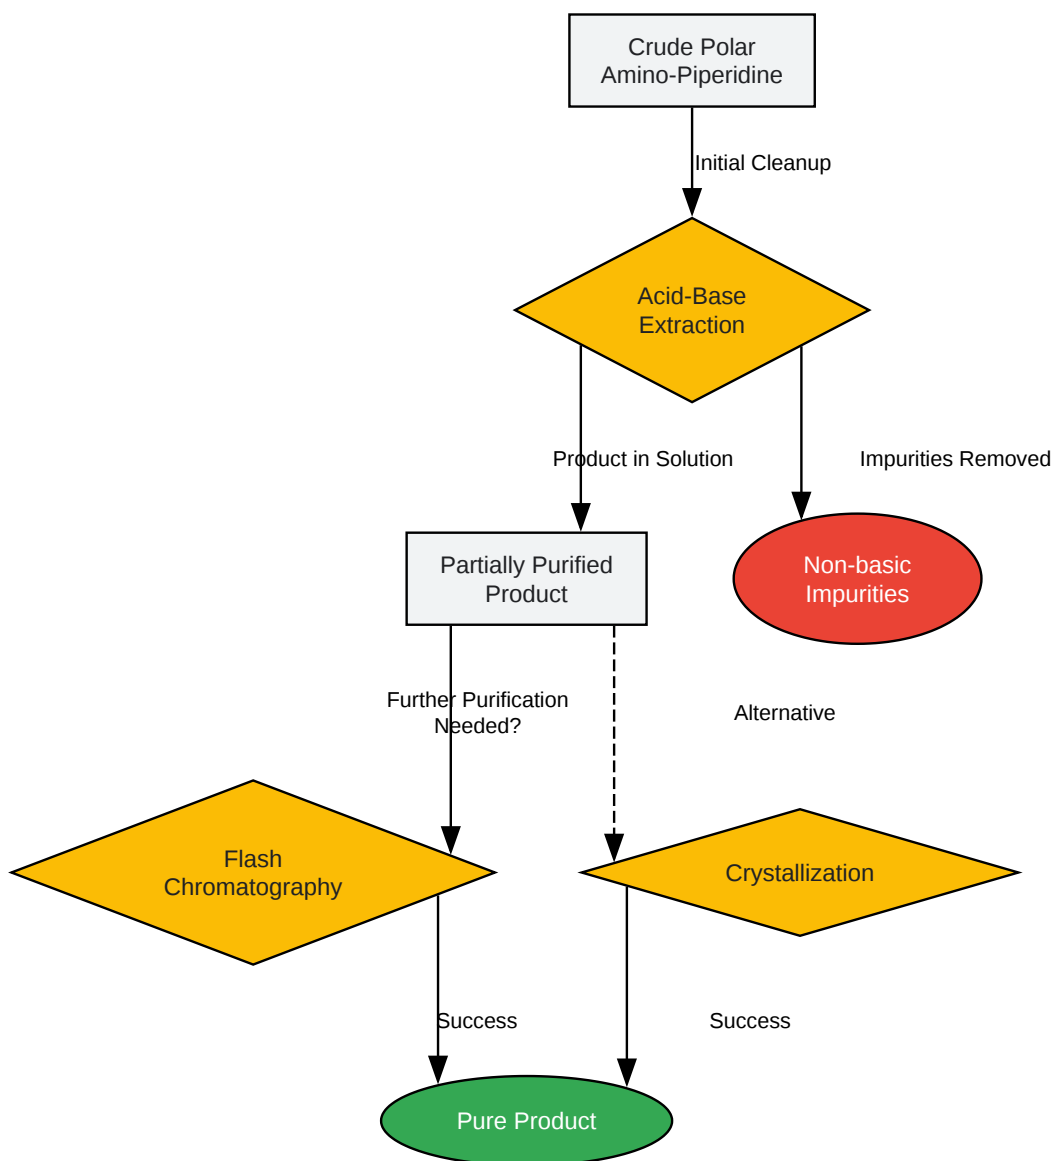 Crude Polar
Amino-Piperidine
Initial Cleanup
Acid-Base
Extraction
Product in Solution
Impurities Removed
Partially Purified
Product
Non-basic
Impurities
Further Purification
Needed?
Alternative
Flash
Chromatography
Crystallization
Success
Success
Pure Product